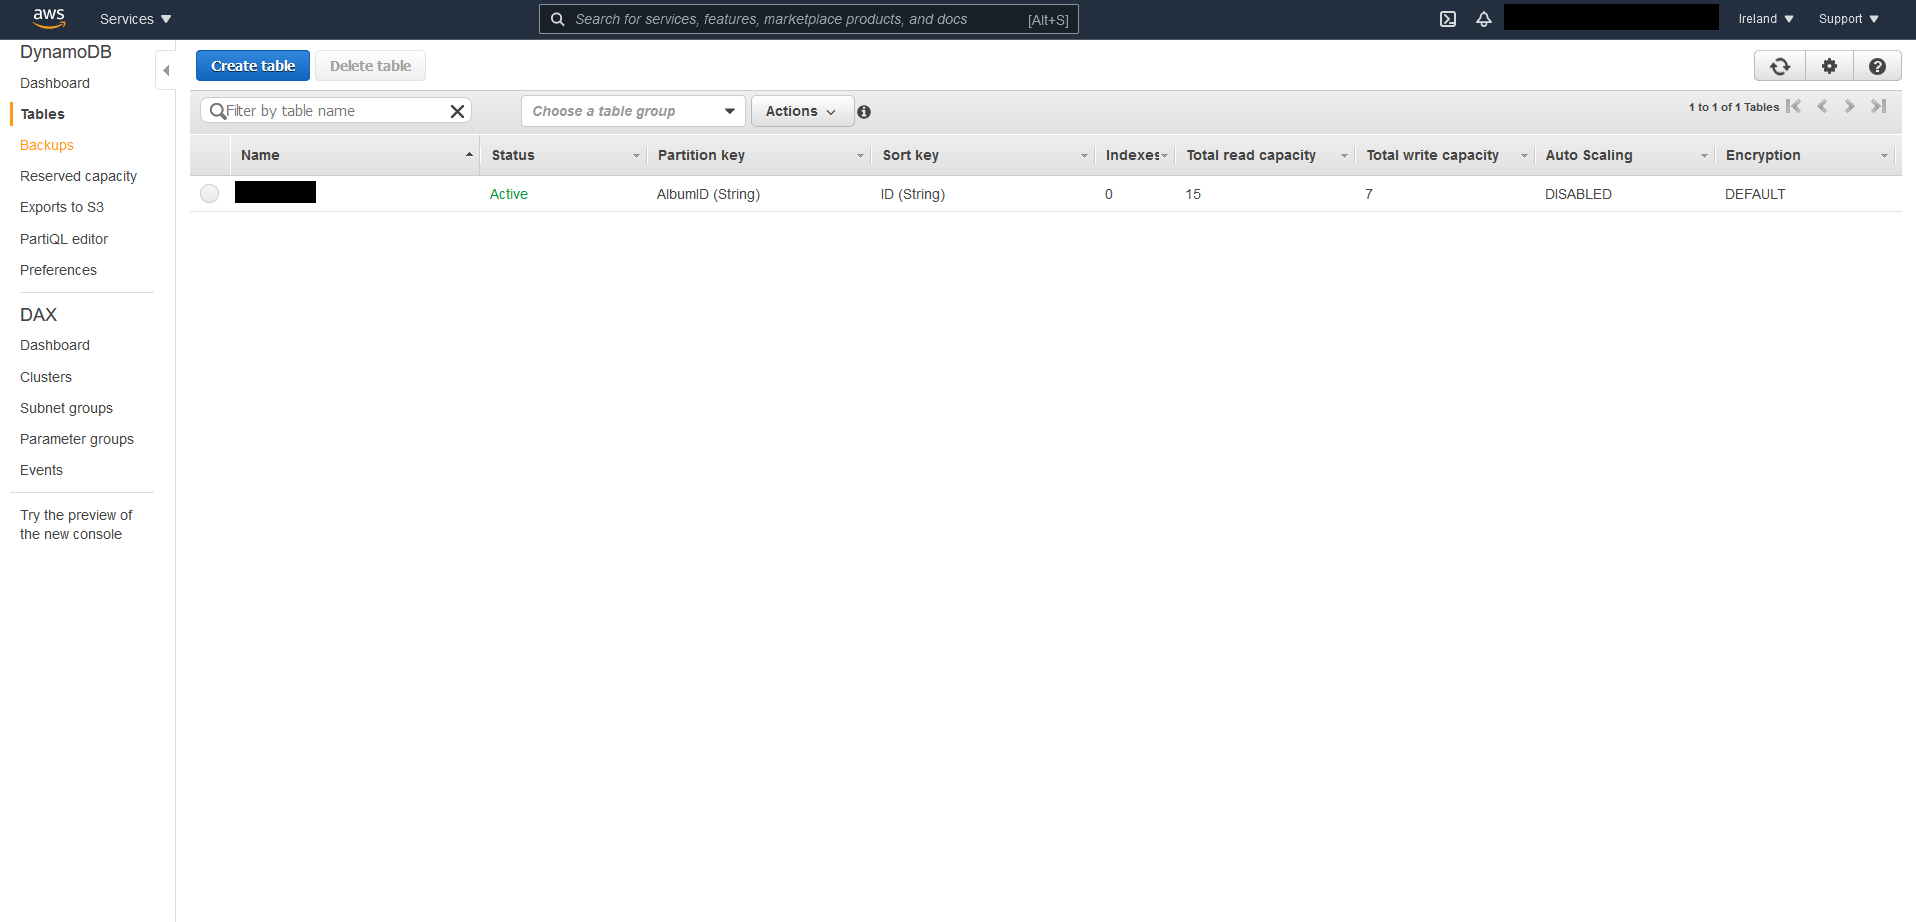 aws Services Search for services, features, marketplace products, and docs [Alt+S] Ireland Support
DynamoDB
Dashboard
Tables
Backups
Reserved capacity
Exports to S3
PartiQL editor
Preferences
DAX
Dashboard
Clusters
Subnet groups
Parameter groups
Events
Try the preview of
the new console
Create table Delete table
Filter by table name Choose a table group Actions 1 to 1 of 1 Tables
Name Status Partition key Sort key Indexes Total read capacity Total write capacity Auto Scaling Encryption
Active AlbumID (String) ID (String) 0 15 7 DISABLED DEFAULT